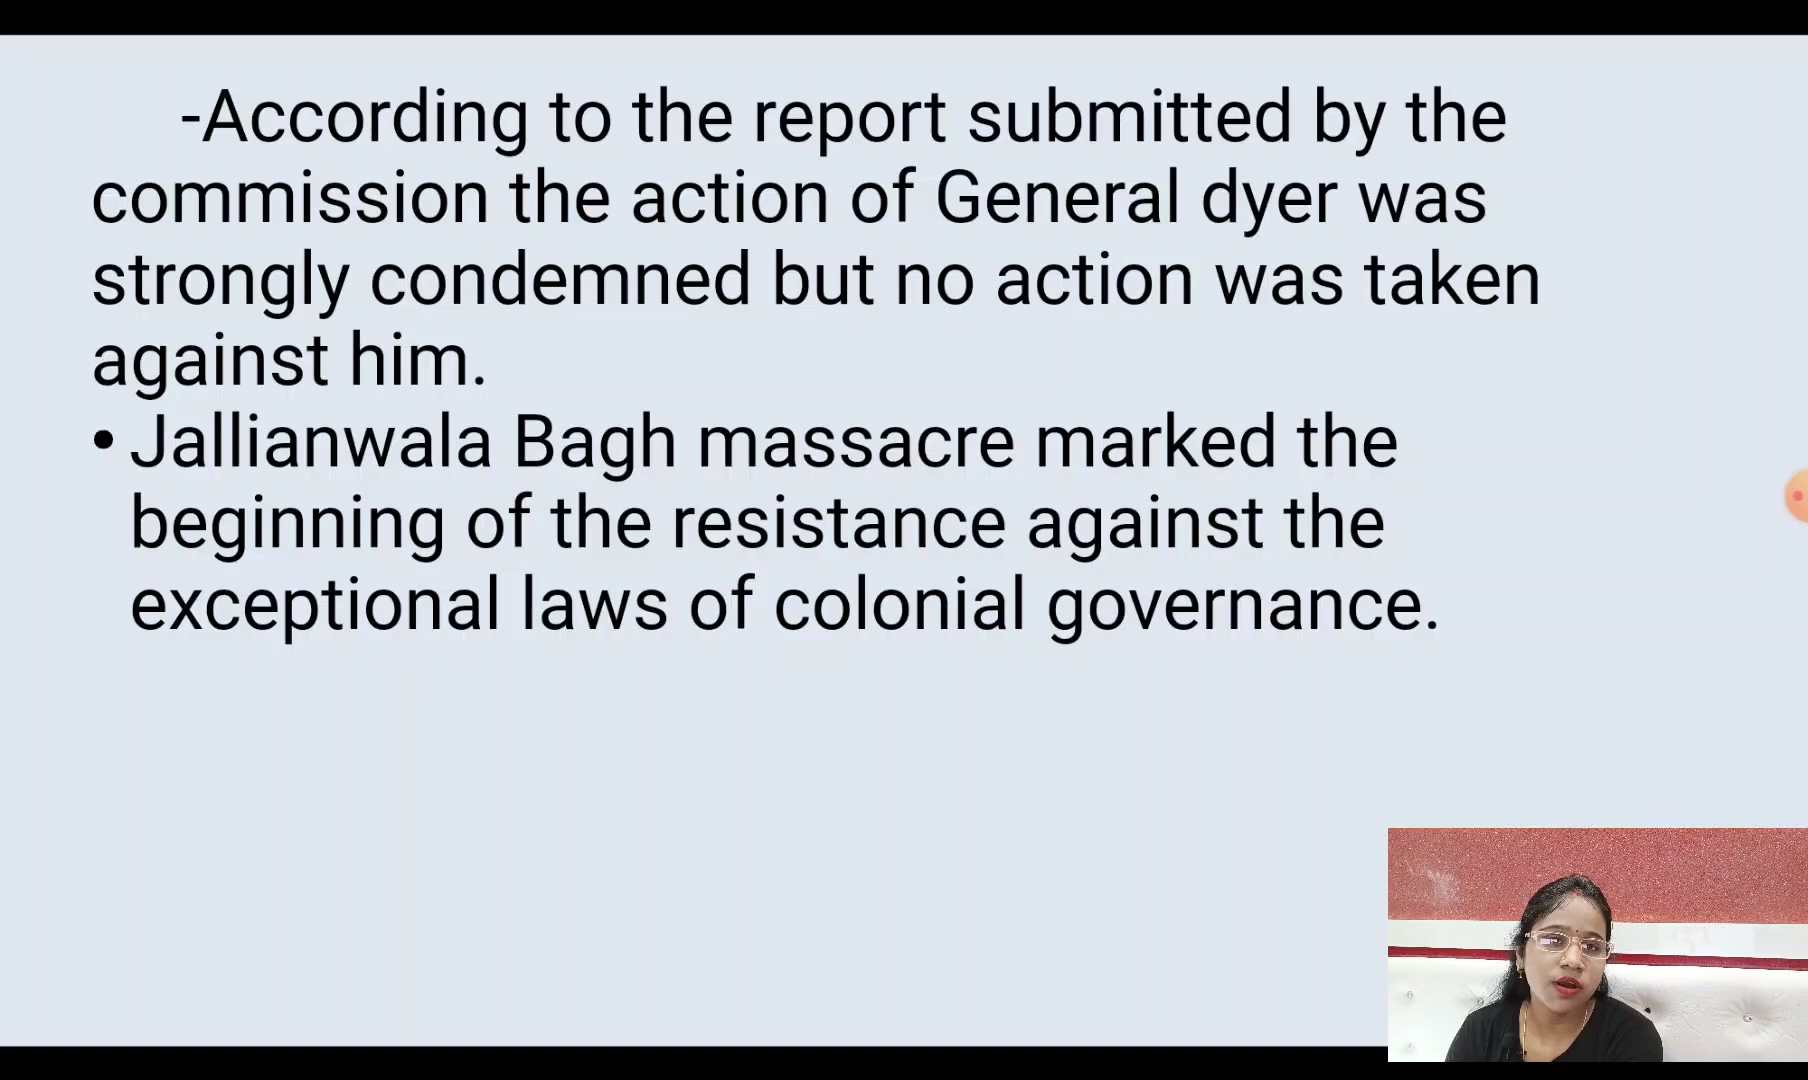 -According to the report submitted by the
commission the action of General dyer was
strongly condemned but no action was taken
against him.
• Jallianwala Bagh massacre marked the
beginning of the resistance against the
exceptional laws of colonial governance.